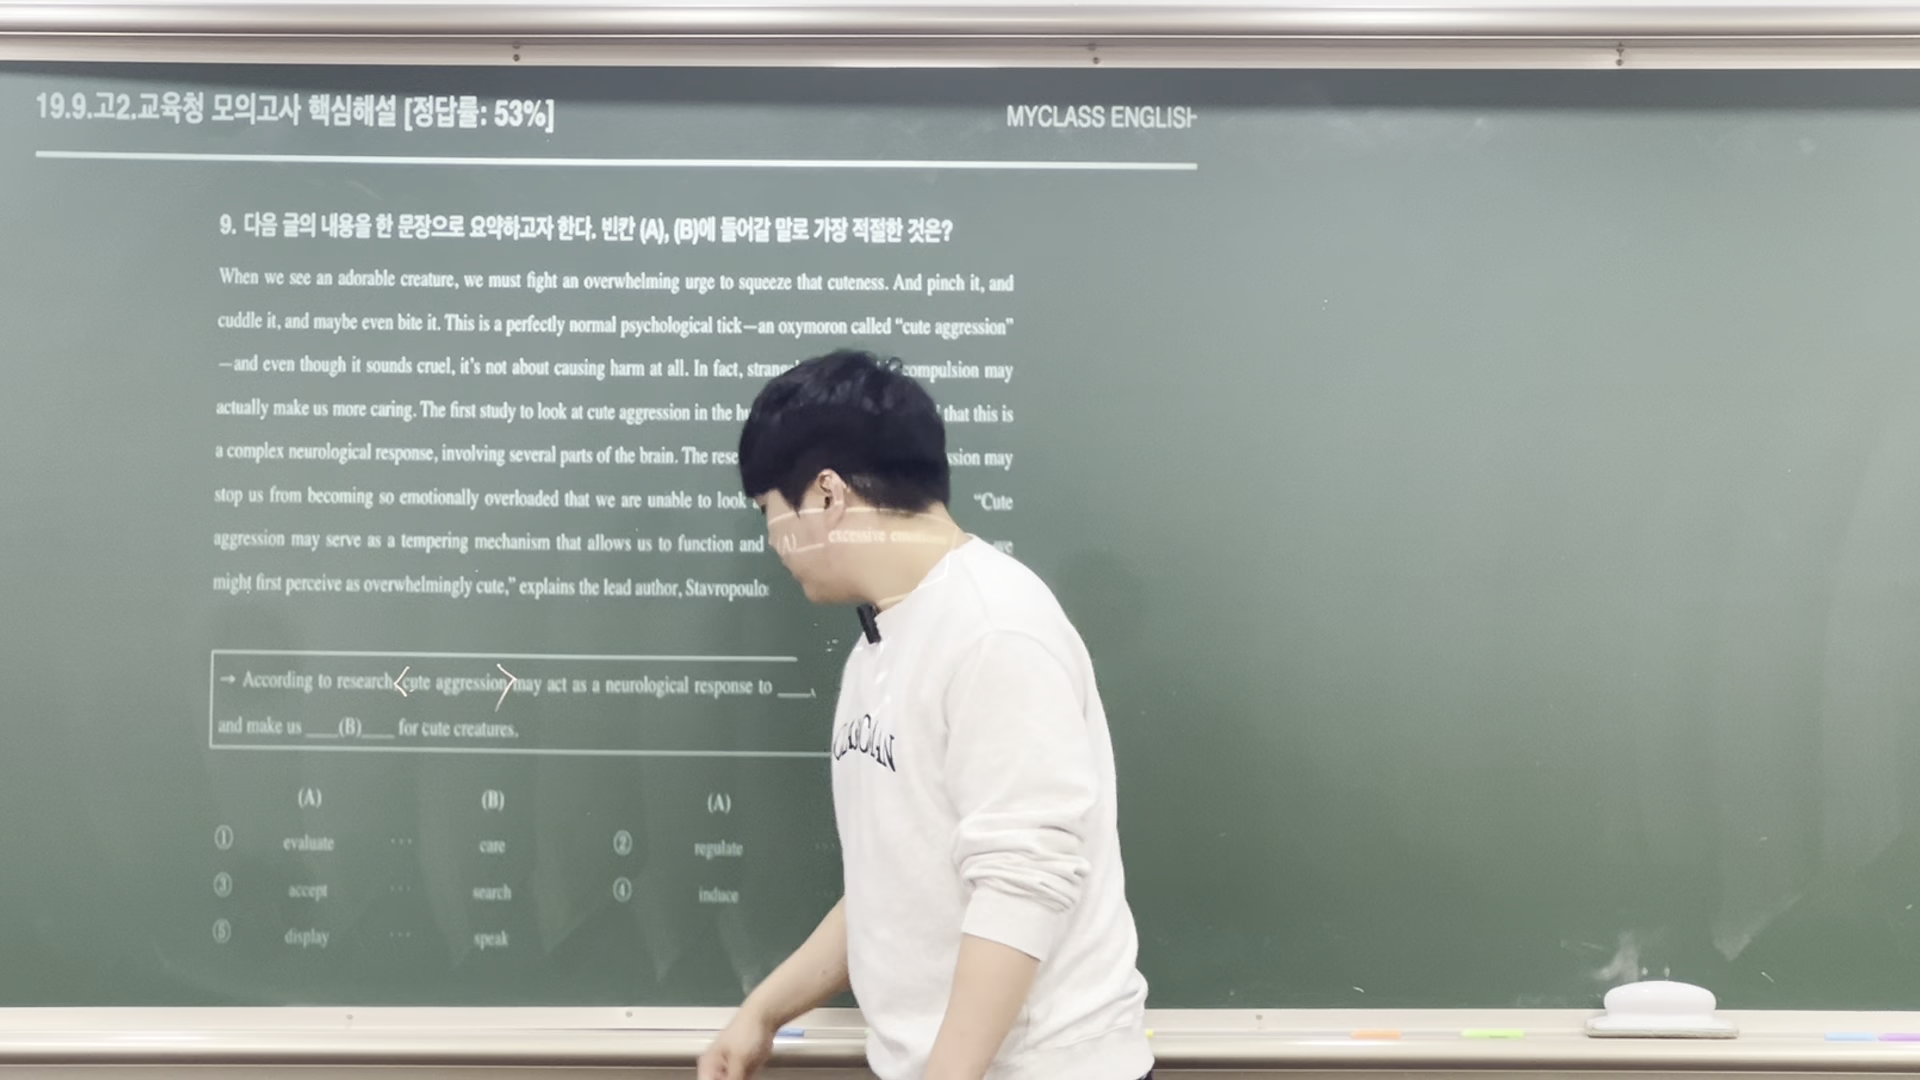 19.9.고2.교육청 모의고사 핵심해설 [정답률: 53%]
MYCLASS ENGLISH
9. 다음 글의 내용을 한 문장으로 요약하고자 한다. 빈칸 (A), (B)에 들어갈 말로 가장 적절한 것은?
When we see an adorable creature, we must fight an overwhelming urge to squeeze that cuteness. And pinch it, and
cuddle it, and maybe even bite it. This is a perfectly normal psychological tick—an oxymoron called “cute aggression”
—and even though it sounds cruel, it’s not about causing harm at all. In fact, compulsion may
actually make us more caring. The first study to look at cute aggression in the that this is
a complex neurological response, involving several parts of the brain. The may
stop us from becoming so emotionally overloaded that we are unable to look “Cute
aggression may serve as a tempering mechanism that allows us to function and
might first perceive as overwhelmingly cute,” explains the lead author,
→ According to research <cute aggression> may act as a neurological response to ____(A)____ excessive
and make us ____(B)____ for cute creatures.
(A) (B) (A)
① evaluate ··· care ② regulate ···
③ accept ··· search ④ induce
⑤ display ··· speak